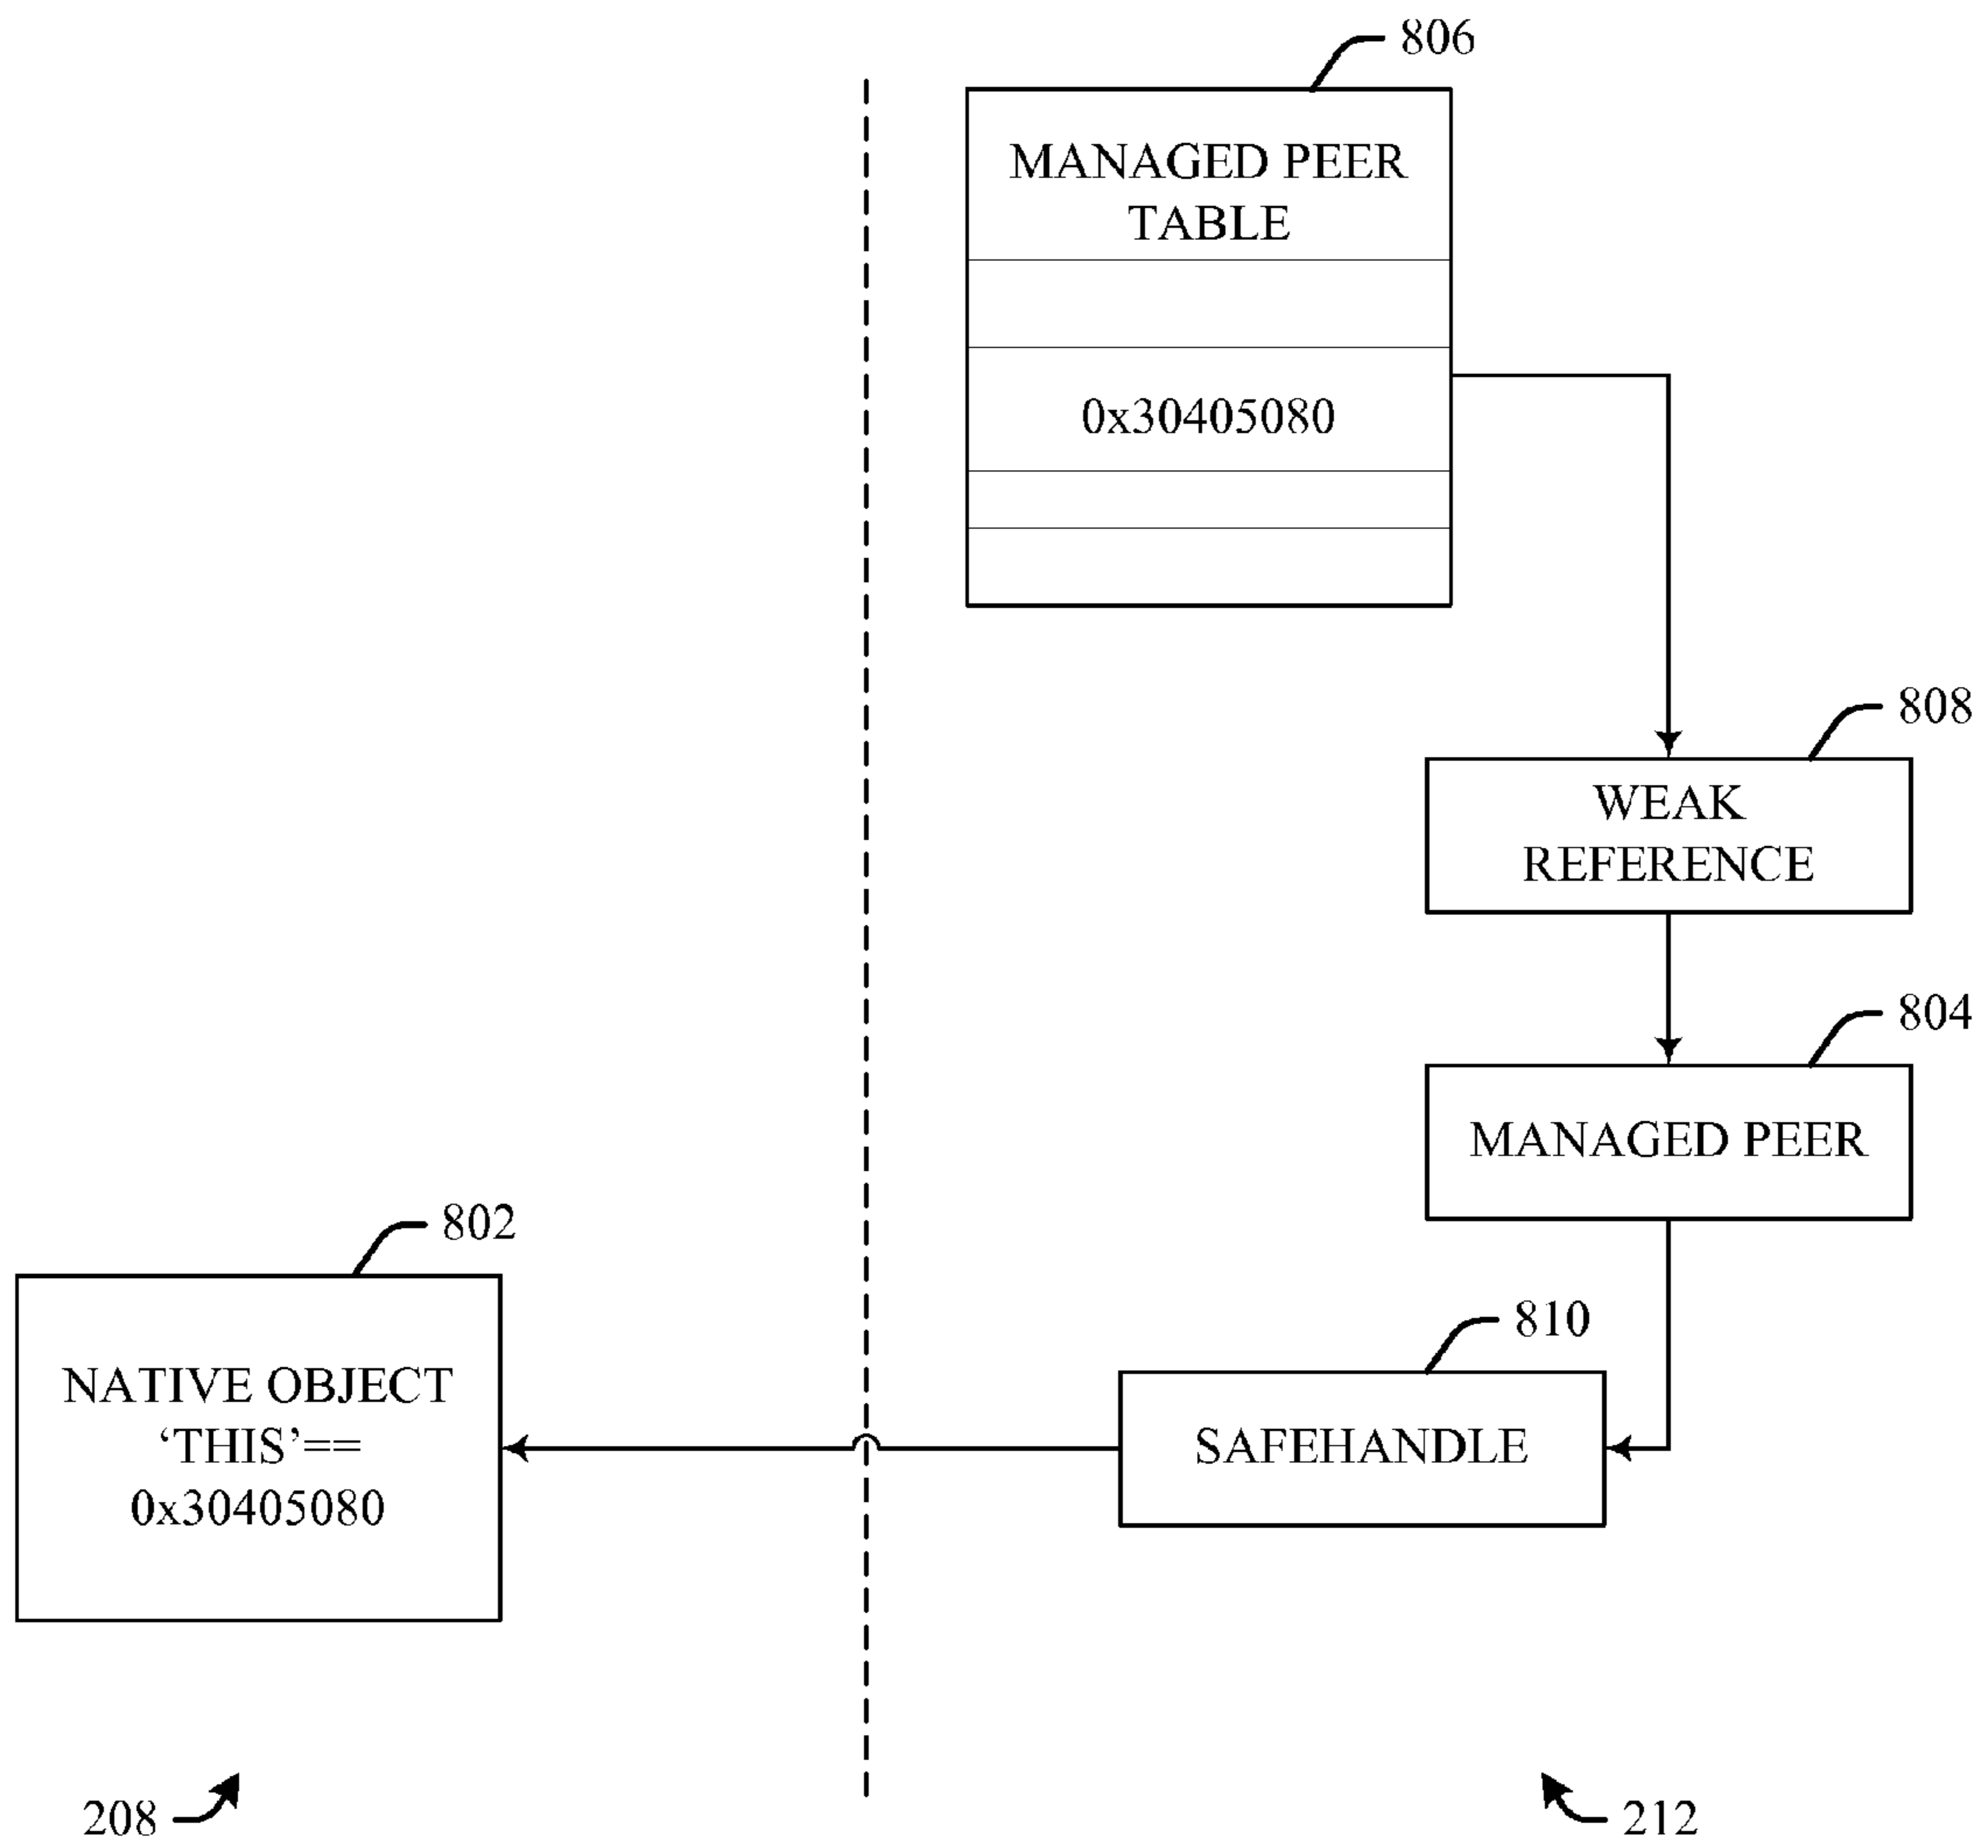 806
MANAGED PEER
TABLE
0x30405080
808
WEAK
REFERENCE
804
MANAGED PEER
802
NATIVE OBJECT
‘THIS’==
0x30405080
810
SAFEHANDLE
208
212